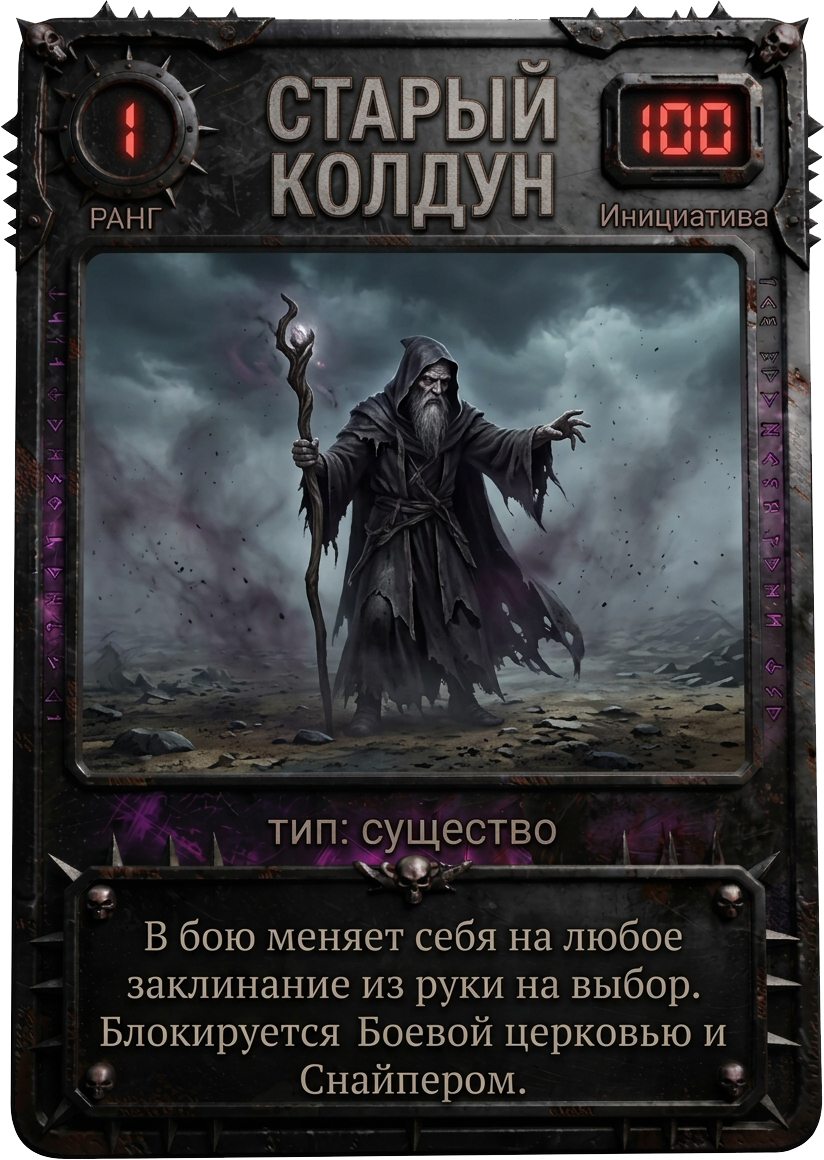 СТАРЫЙ
КОЛДУН
1
РАНГ
100
Инициатива
тип: существо
В бою меняет себя на любое
заклинание из руки на выбор.
Блокируется Боевой церковью и
Снайпером.